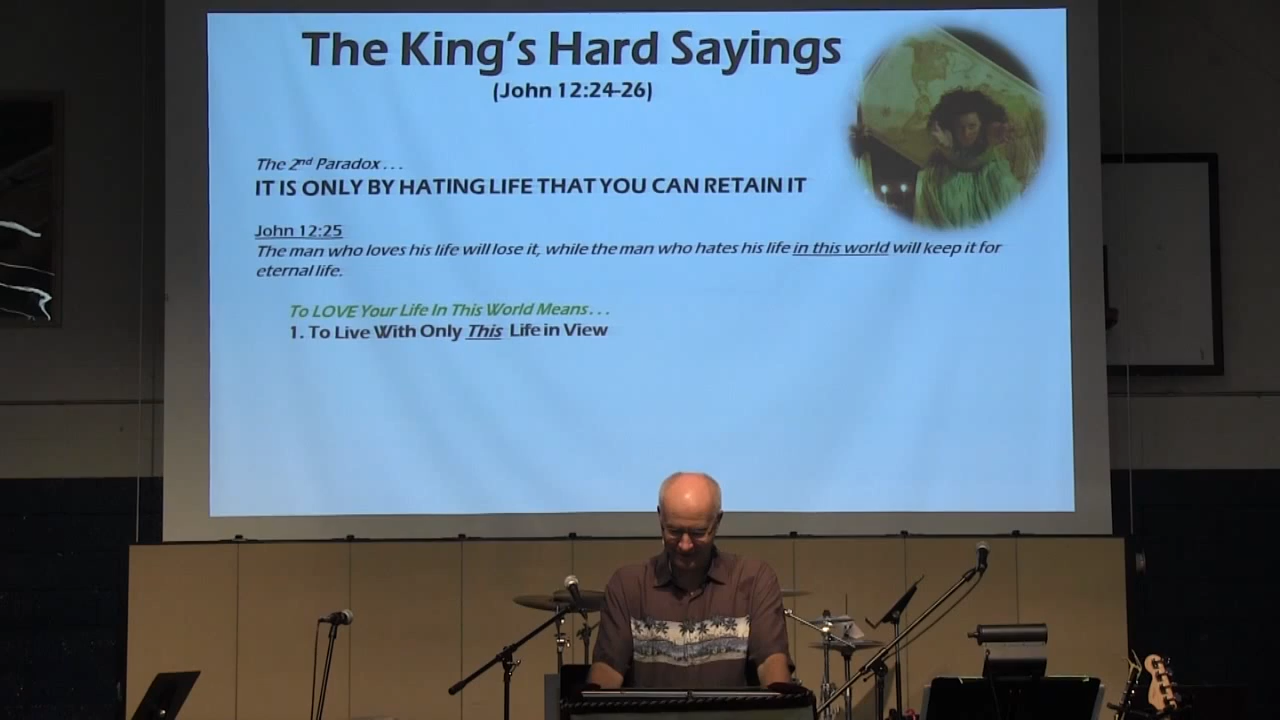 The King's Hard Sayings
(John 12:24-26)
The 2nd Paradox . . .
IT IS ONLY BY HATING LIFE THAT YOU CAN RETAIN IT
John 12:25
The man who loves his life will lose it, while the man who hates his life in this world will keep it for
eternal life.
To LOVE Your Life In This World Means . . .
1. To Live With Only This Life in View